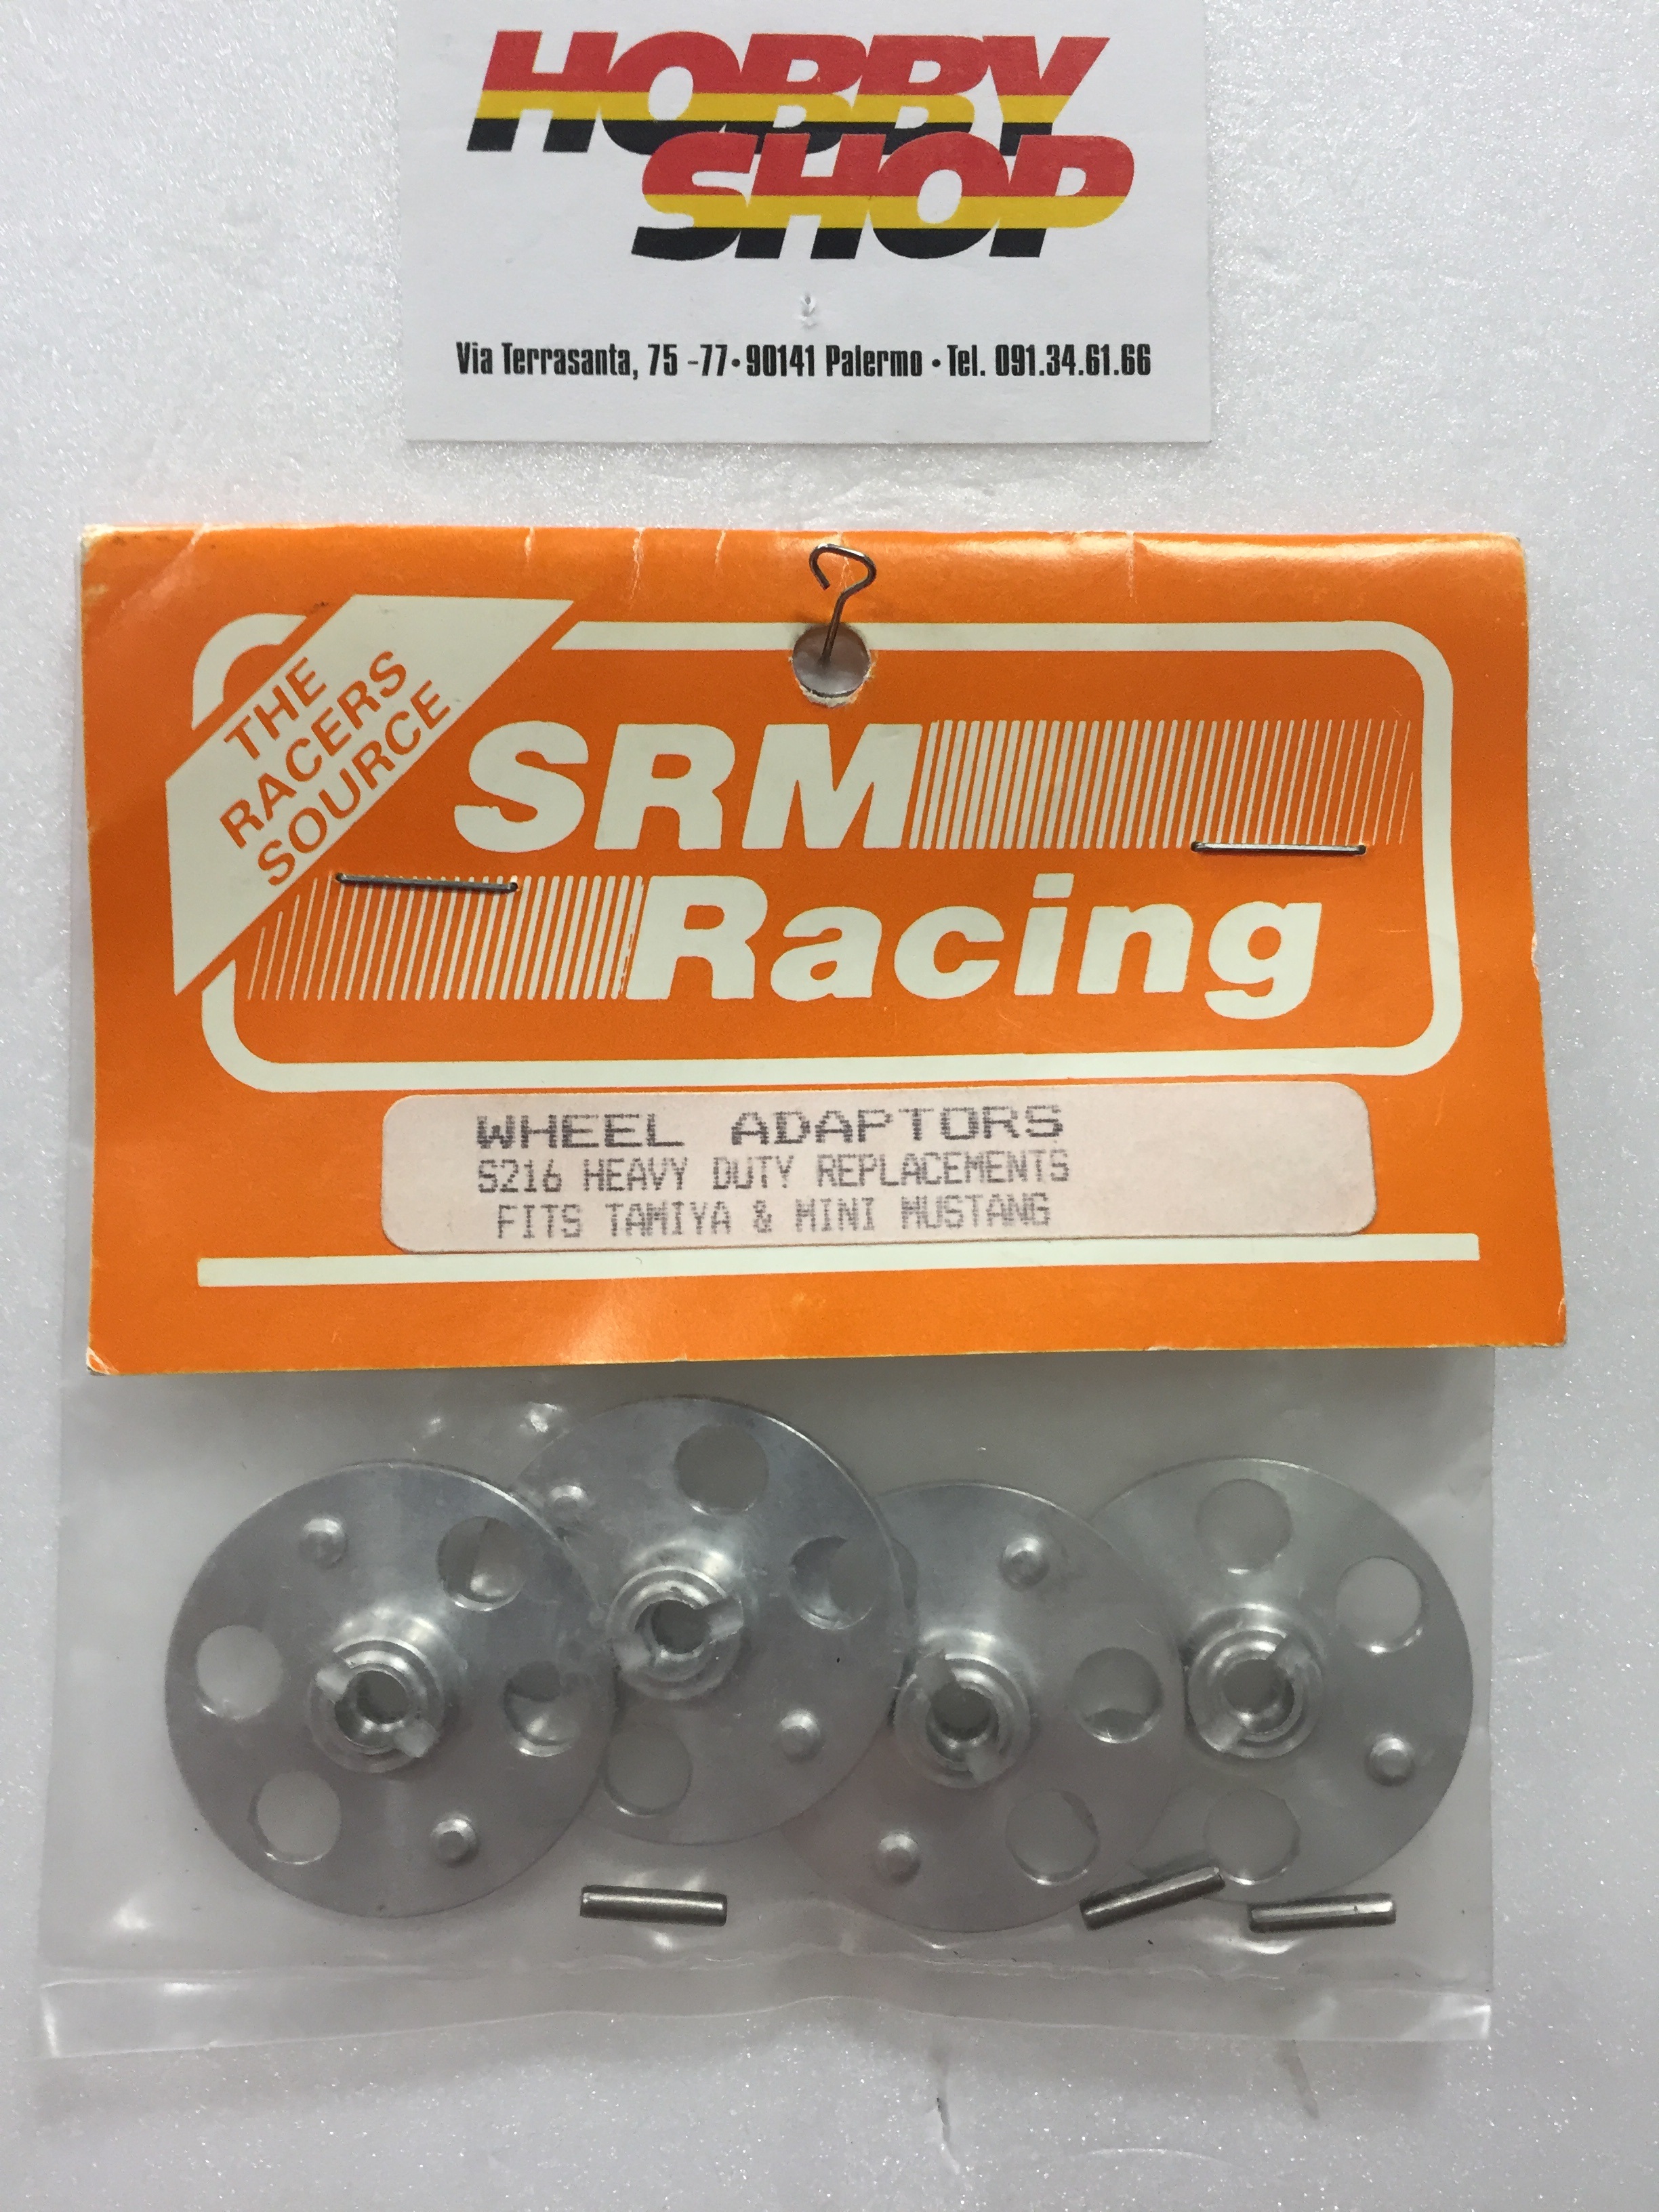 HOBBY
SHOP
Via Terrasanta, 75 -77• 90141 Palermo • Tel. 091.34.61.66
THE
RACERS
SOURCE
SRM
Racing
WHEEL ADAPTORS
S216 HEAVY DUTY REPLACEMENTS
FITS TAMIYA & MINI MUSTANG